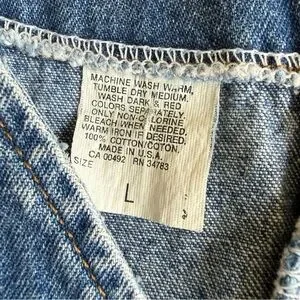 MACHINE WASH WARM,
TUMBLE DRY MEDIUM.
WASH DARK & RED
COLORS SEPARATELY.
ONLY NON-CHLORINE
BLEACH WHEN NEEDED,
WARM IRON IF DESIRED,
100% COTTON/COTON.
MADE IN U.S.A.
CA 00492 RN 34783
SIZE
L